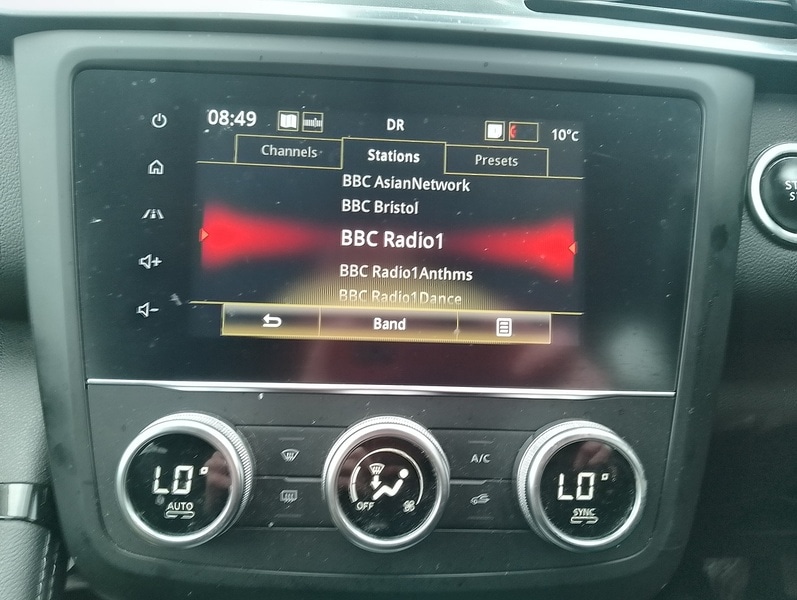 08:49 DR 10°C
Channels Stations Presets
BBC AsianNetwork
BBC Bristol
BBC Radio1
BBC Radio1Anthms
BBC Radio1Dance
Band
A/C
LO° OFF LO°
AUTO SYNC